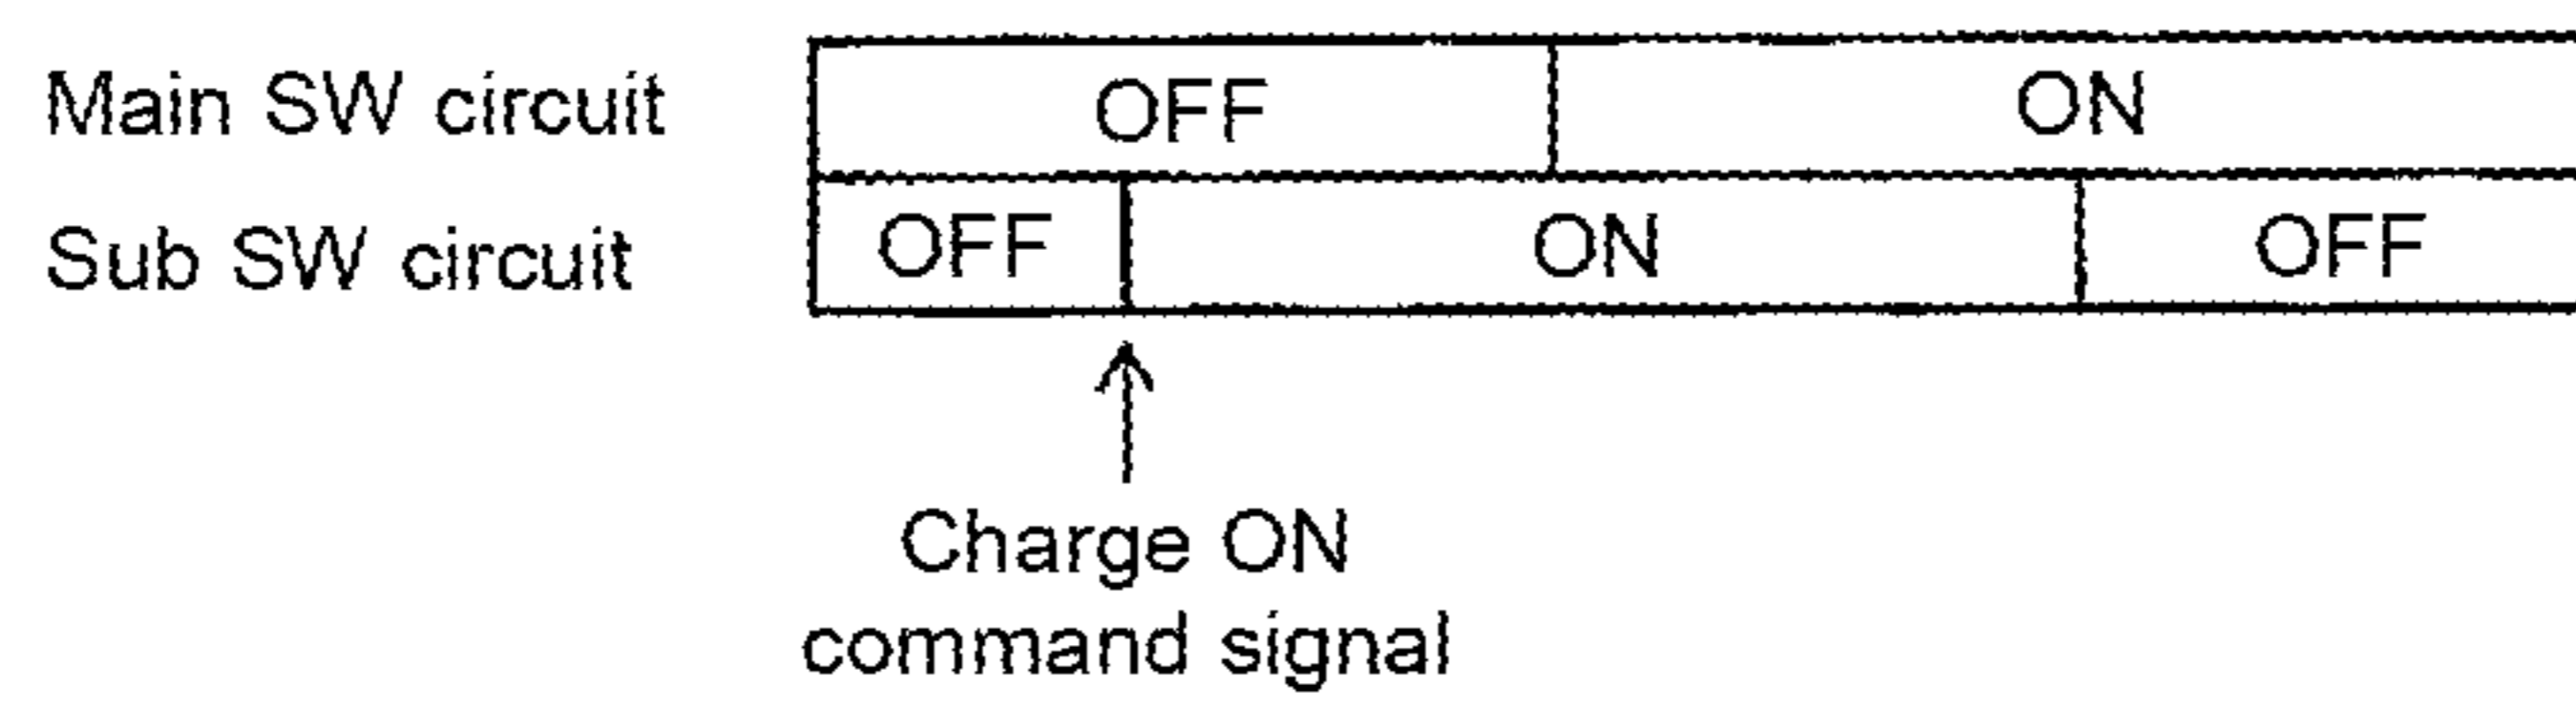 Main SW circuit OFF ON
Sub SW circuit OFF ON OFF
Charge ON
command signal